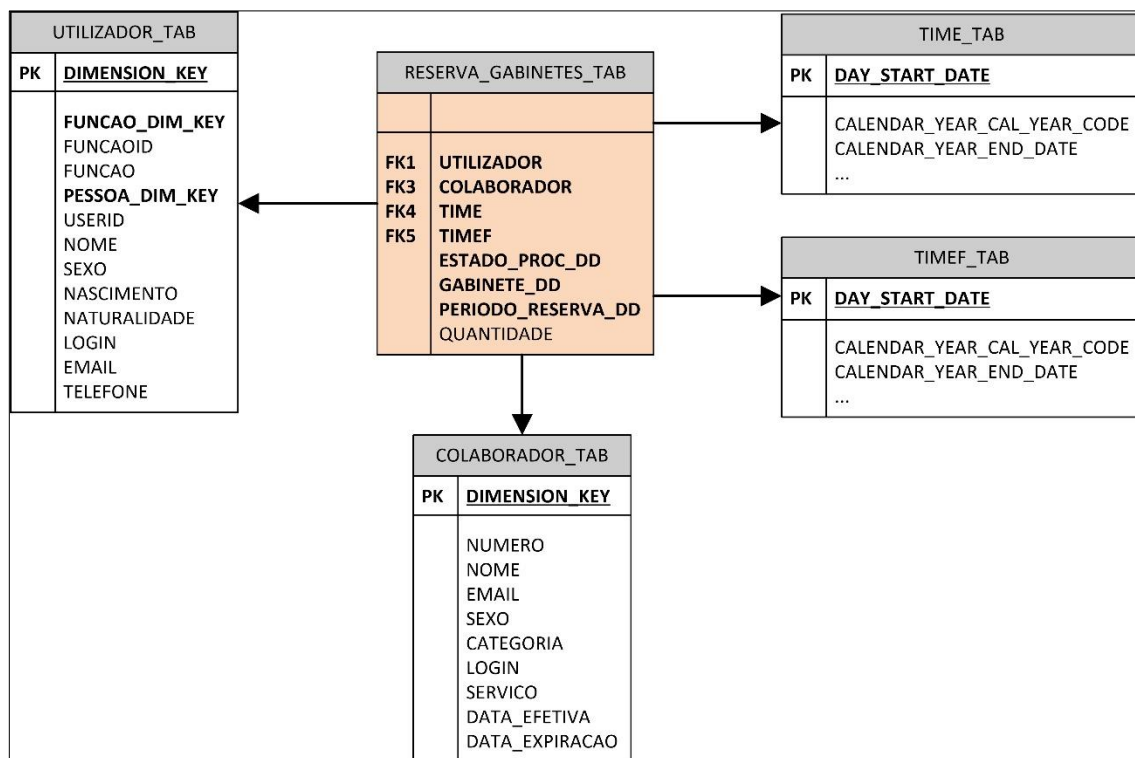 UTILIZADOR_TAB
PK DIMENSION_KEY
FUNCAO_DIM_KEY
FUNCAOID
FUNCAO
PESSOA_DIM_KEY
USERID
NOME
SEXO
NASCIMENTO
NATURALIDADE
LOGIN
EMAIL
TELEFONE
RESERVA_GABINETES_TAB
FK1 UTILIZADOR
FK3 COLABORADOR
FK4 TIME
FK5 TIMEF
ESTADO_PROC_DD
GABINETE_DD
PERIODO_RESERVA_DD
QUANTIDADE
TIME_TAB
PK DAY_START_DATE
CALENDAR_YEAR_CAL_YEAR_CODE
CALENDAR_YEAR_END_DATE
...
TIMEF_TAB
PK DAY_START_DATE
CALENDAR_YEAR_CAL_YEAR_CODE
CALENDAR_YEAR_END_DATE
...
COLABORADOR_TAB
PK DIMENSION_KEY
NUMERO
NOME
EMAIL
SEXO
CATEGORIA
LOGIN
SERVICO
DATA_EFETIVA
DATA_EXPIRACAO